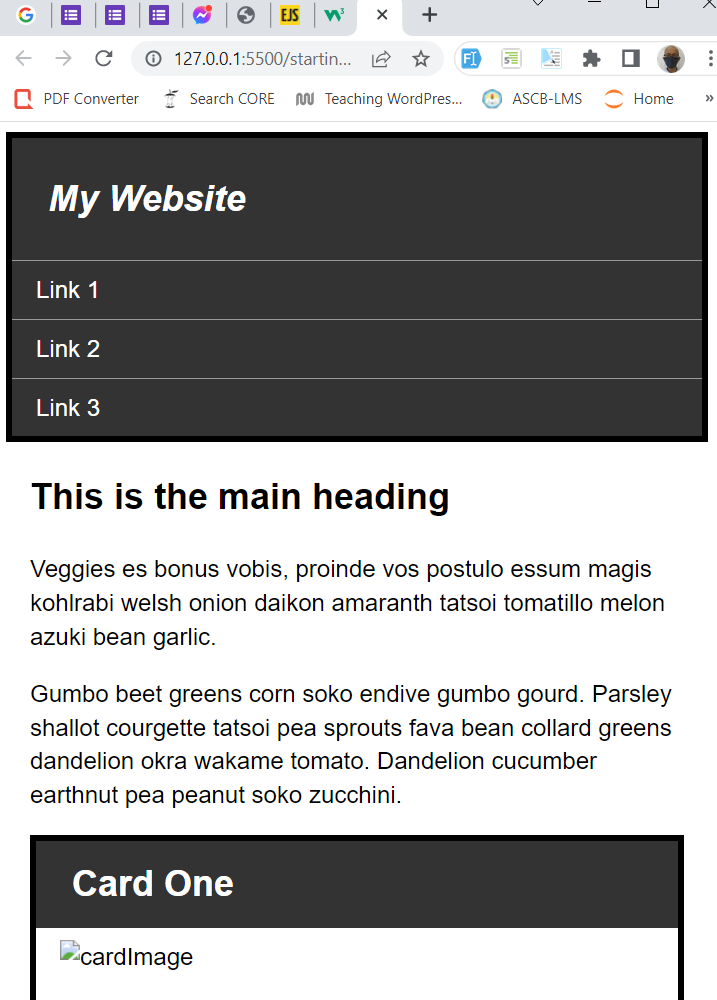 EJS
3
127.0.0.1:5500/startin...
PDF Converter
Search CORE
Teaching WordPres...
ASCB-LMS
Home
»
My Website
Link 1
Link 2
Link 3
This is the main heading
Veggies es bonus vobis, proinde vos postulo essum magis
kohlrabi welsh onion daikon amaranth tatsoi tomatillo melon
azuki bean garlic.
Gumbo beet greens corn soko endive gumbo gourd. Parsley
shallot courgette tatsoi pea sprouts fava bean collard greens
dandelion okra wakame tomato. Dandelion cucumber
earthnut pea peanut soko zucchini.
Card One
cardImage